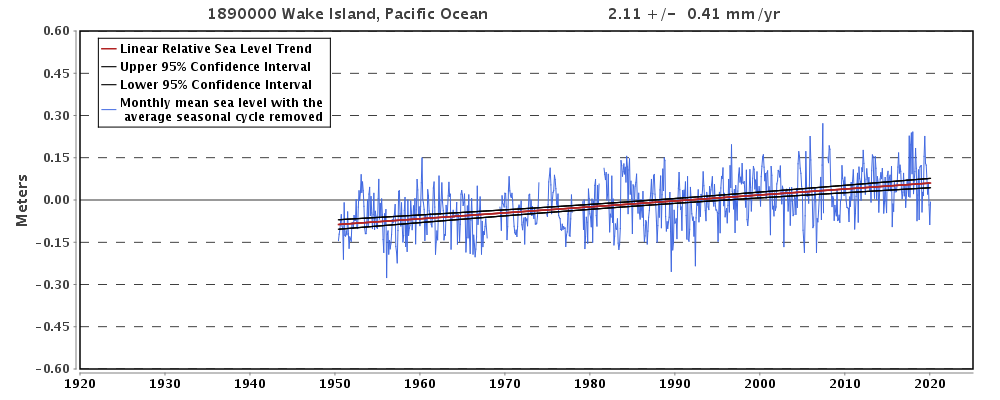 1890000 Wake Island, Pacific Ocean 2.11 +/- 0.41 mm/yr
Linear Relative Sea Level Trend
Upper 95% Confidence Interval
Lower 95% Confidence Interval
Monthly mean sea level with the
average seasonal cycle removed
Meters
0.60
0.45
0.30
0.15
0.00
-0.15
-0.30
-0.45
-0.60
1920 1930 1940 1950 1960 1970 1980 1990 2000 2010 2020